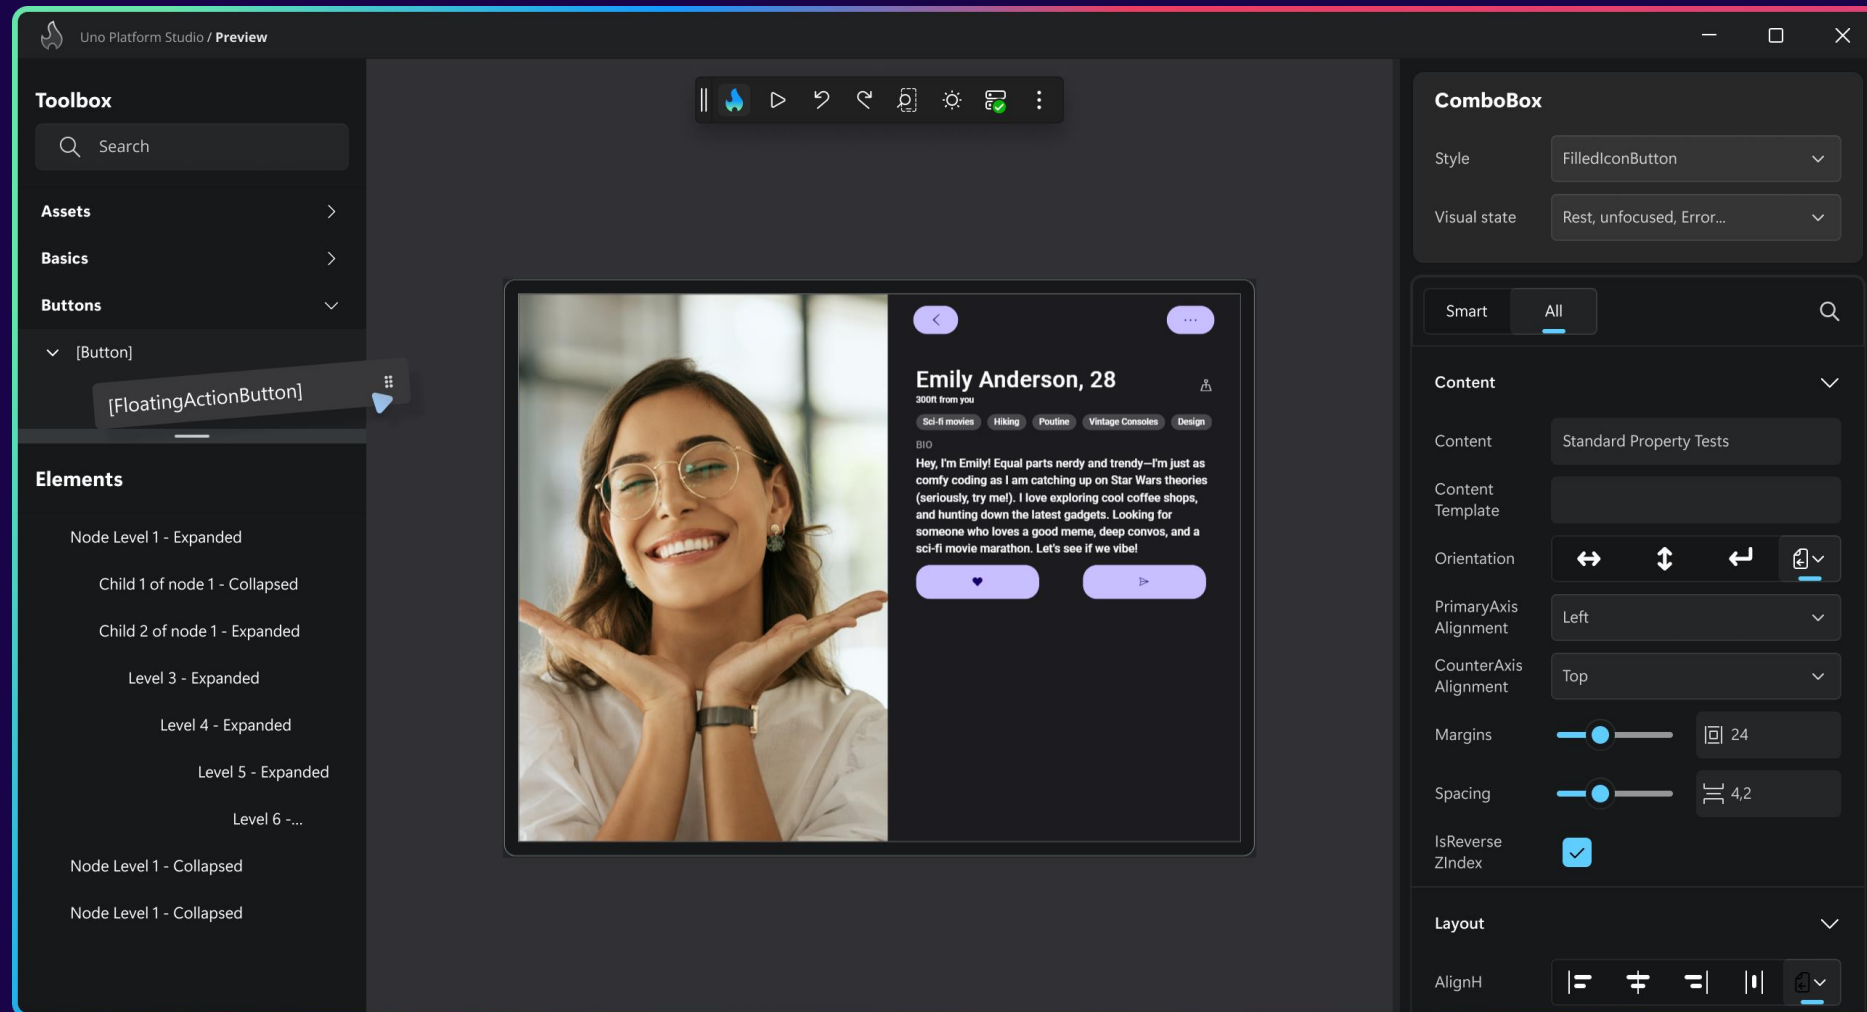 Uno Platform Studio / Preview
Toolbox
Search
Assets
Basics
Buttons
[Button]
[FloatingActionButton]
Elements
Node Level 1 - Expanded
Child 1 of node 1 - Collapsed
Child 2 of node 1 - Expanded
Level 3 - Expanded
Level 4 - Expanded
Level 5 - Expanded
Level 6 -...
Node Level 1 - Collapsed
Node Level 1 - Collapsed
Emily Anderson, 28
300ft from you
Sci-fi movies Hiking Poutine Vintage Consoles Design
BIO
Hey, I'm Emily! Equal parts nerdy and trendy—I'm just as
comfy coding as I am catching up on Star Wars theories
(seriously, try me!). I love exploring cool coffee shops,
and hunting down the latest gadgets. Looking for
someone who loves a good meme, deep convos, and a
sci-fi movie marathon. Let's see if we vibe!
ComboBox
Style FilledIconButton
Visual state Rest, unfocused, Error...
Smart All
Content
Content Standard Property Tests
Content
Template
Orientation
PrimaryAxis
Alignment
Left
CounterAxis
Alignment
Top
Margins 24
Spacing 4,2
IsReverse
ZIndex
Layout
AlignH